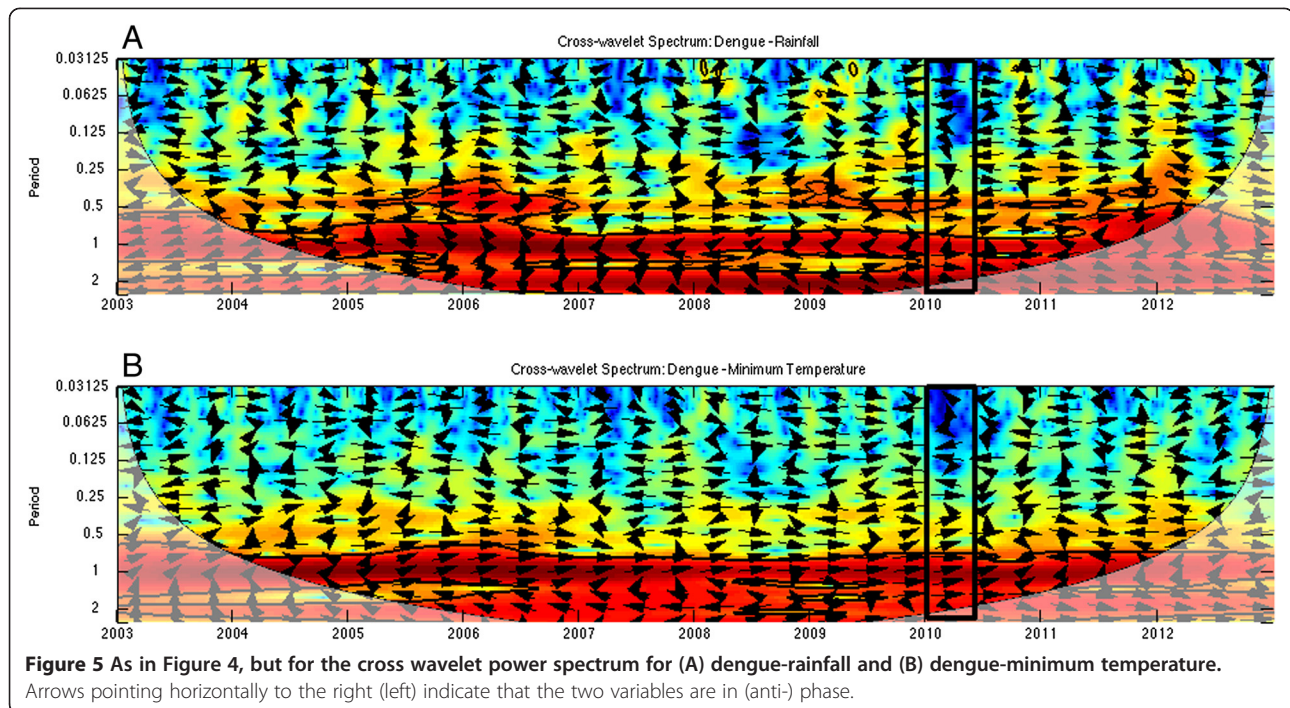 A
Cross-wavelet Spectrum: Dengue -Rainfall
Period
0.03125
0.0625
0.125
0.25
0.5
1
2
2003 2004 2005 2006 2007 2008 2009 2010 2011 2012
B
Cross-wavelet Spectrum: Dengue -Minimum Temperature
Period
0.03125
0.0625
0.125
0.25
0.5
1
2
2003 2004 2005 2006 2007 2008 2009 2010 2011 2012
Figure 5 As in Figure 4, but for the cross wavelet power spectrum for (A) dengue-rainfall and (B) dengue-minimum temperature.
Arrows pointing horizontally to the right (left) indicate that the two variables are in (anti-) phase.